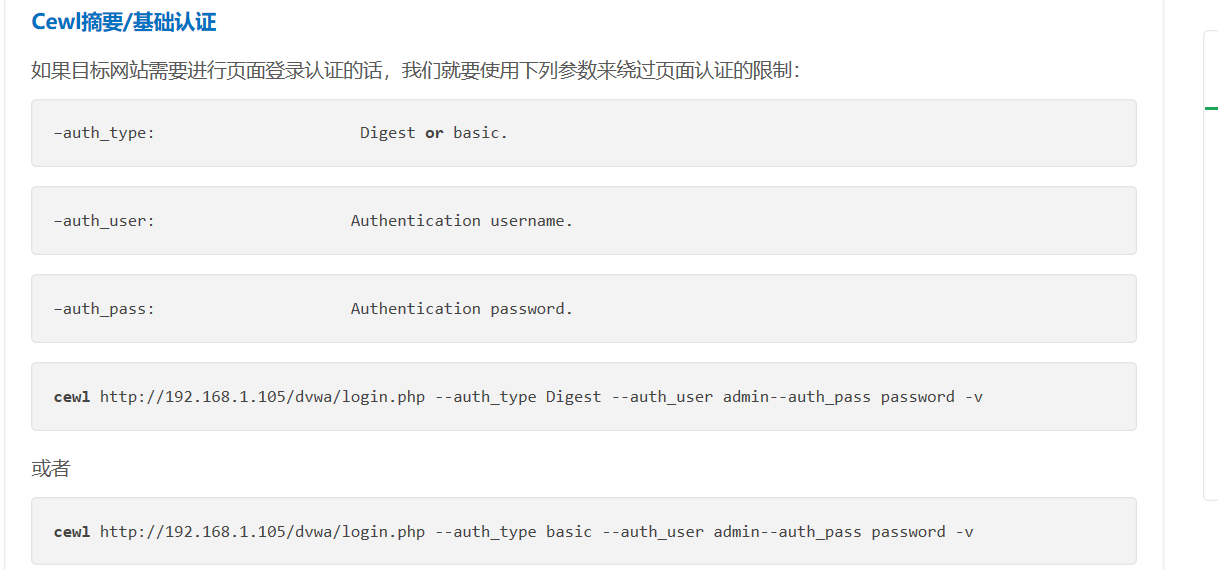 Cewl摘要/基础认证
如果目标网站需要进行页面登录认证的话，我们就要使用下列参数来绕过页面认证的限制：
–auth_type:                      Digest or basic.
–auth_user:                     Authentication username.
–auth_pass:                     Authentication password.
cewl http://192.168.1.105/dvwa/login.php --auth_type Digest --auth_user admin--auth_pass password -v
或者
cewl http://192.168.1.105/dvwa/login.php --auth_type basic --auth_user admin--auth_pass password -v